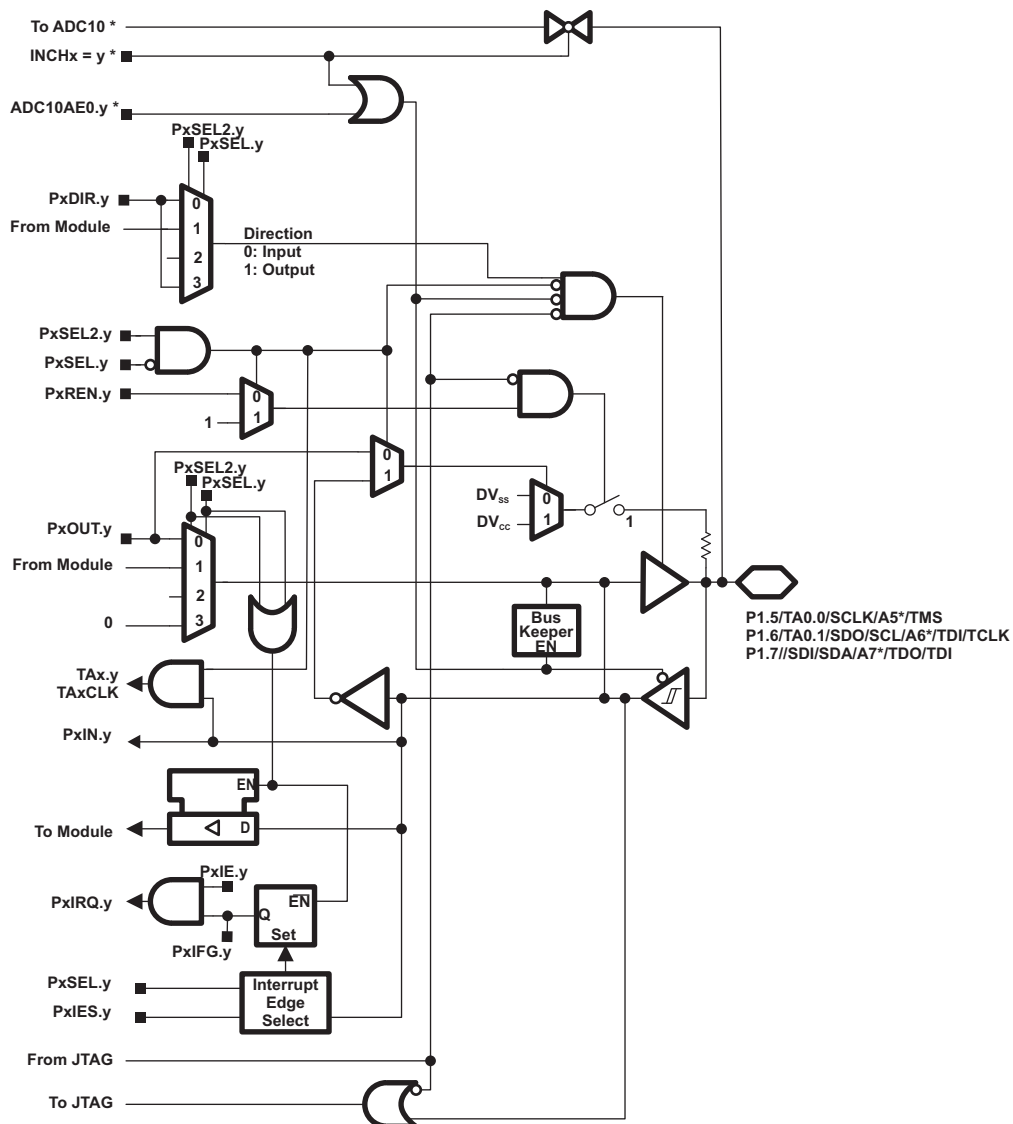 To ADC10 *
INCHx = y *
ADC10AE0.y *
PxSEL2.y
PxSEL.y
PxDIR.y
0
From Module
1
2
3
Direction
0: Input
1: Output
PxSEL2.y
PxSEL.y
PxREN.y
0
1
1
0
1
PxSEL2.y
PxSEL.y
DVSS
0
DVCC
1
1
PxOUT.y
0
From Module
1
2
0
3
Bus
Keeper
EN
P1.5/TA0.0/SCLK/A5*/TMS
P1.6/TA0.1/SDO/SCL/A6*/TDI/TCLK
P1.7//SDI/SDA/A7*/TDO/TDI
TAx.y
TAxCLK
PxIN.y
EN
To Module
D
PxIE.y
PxIRQ.y
EN
Q
Set
PxIFG.y
PxSEL.y
PxIES.y
Interrupt
Edge
Select
From JTAG
To JTAG